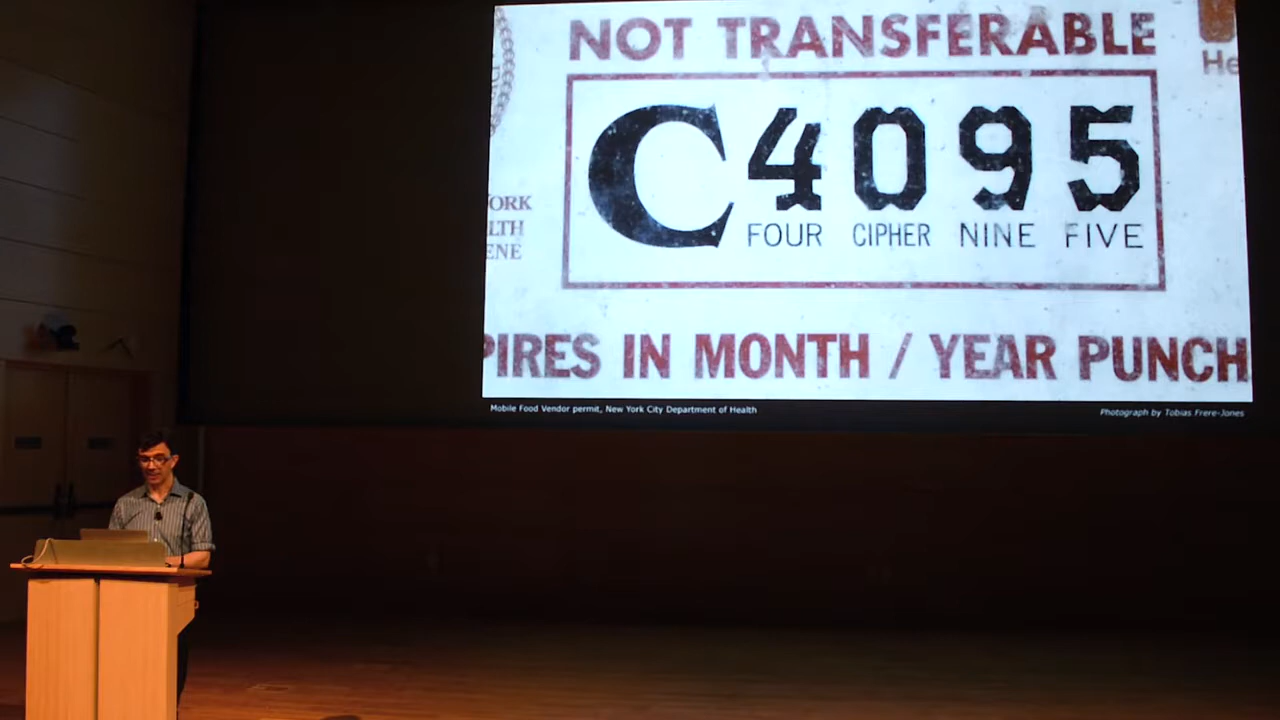 NOT TRANSFERABLE
He
C4095
FOUR CIPHER NINE FIVE
ORK
LTH
ENE
PIRES IN MONTH / YEAR PUNCH
Mobile Food Vendor permit, New York City Department of Health
Photograph by Tobias Frere-Jones